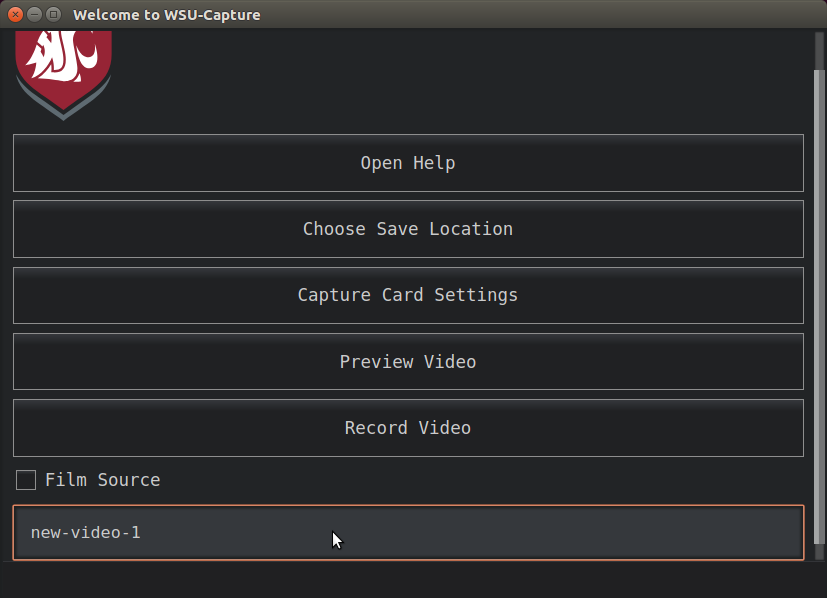 Welcome to WSU-Capture
Open Help
Choose Save Location
Capture Card Settings
Preview Video
Record Video
Film Source
new-video-1